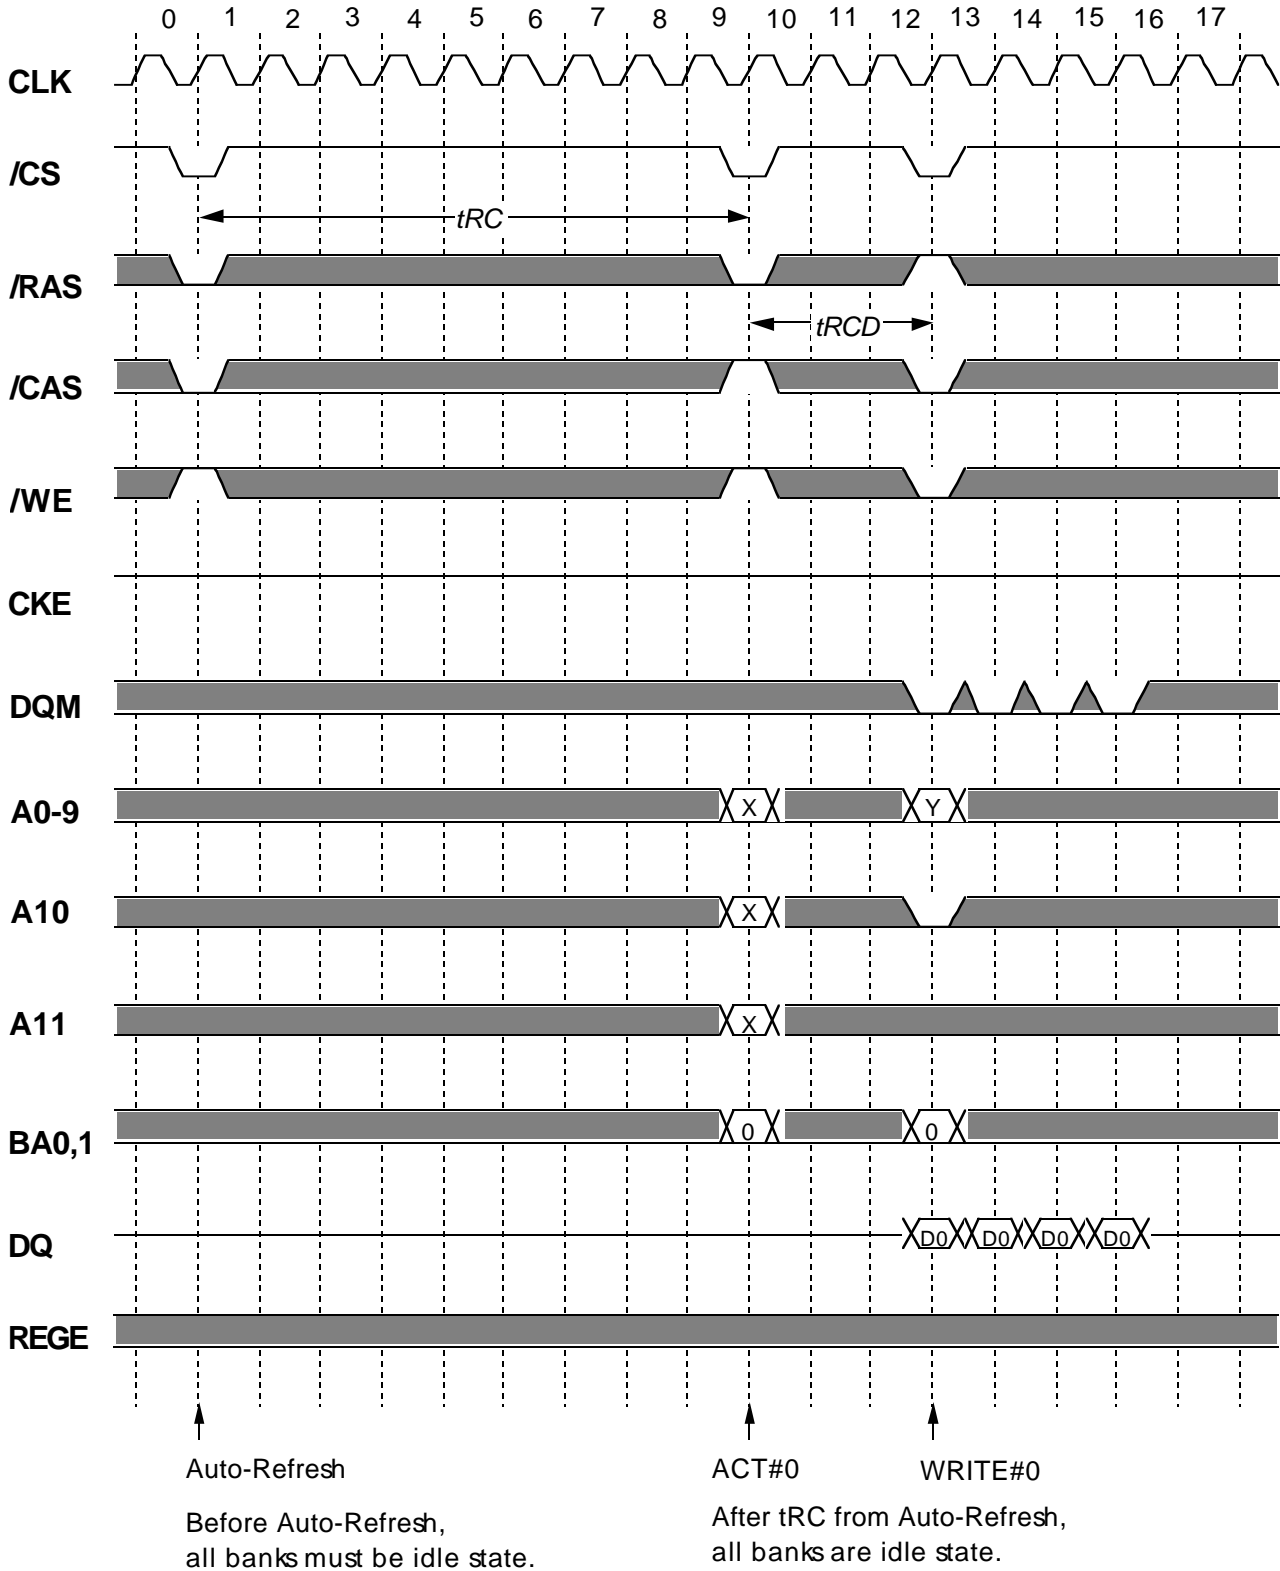 0 1 2 3 4 5 6 7 8 9 10 11 12 13 14 15 16 17
CLK
/CS
tRC
/RAS
tRCD
/CAS
/WE
CKE
DQM
A0-9 X Y
A10 X
A11 X
BA0,1 0 0
DQ D0 D0 D0 D0
REGE
Auto-Refresh ACT#0 WRITE#0
Before Auto-Refresh,
all banks must be idle state.
After tRC from Auto-Refresh,
all banks are idle state.